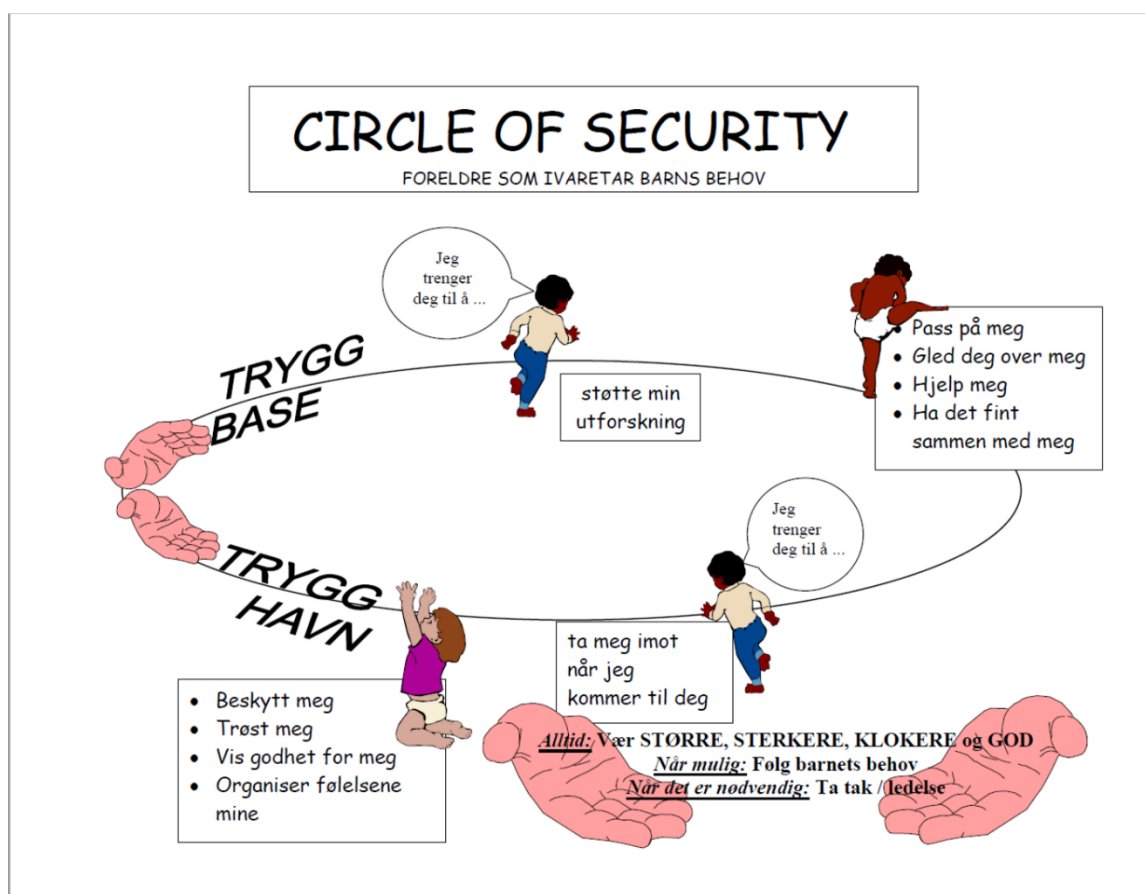 CIRCLE OF SECURITY
FORELDRE SOM IVARETAR BARNS BEHOV
Jeg
trenger
deg til å ...
TRYGG
BASE
støtte min
utforskning
• Pass på meg
• Gled deg over meg
• Hjelp meg
• Ha det fint
sammen med meg
Jeg
trenger
deg til å ...
TRYGG
HAVN
ta meg imot
når jeg
kommer til deg
• Beskytt meg
• Trøst meg
• Vis godhet for meg
• Organiser følelsene
mine
Alltid: Vær STØRRE, STERKERE, KLOKERE og GOD
Når mulig: Følg barnets behov
Når det er nødvendig: Ta tak / ledelse